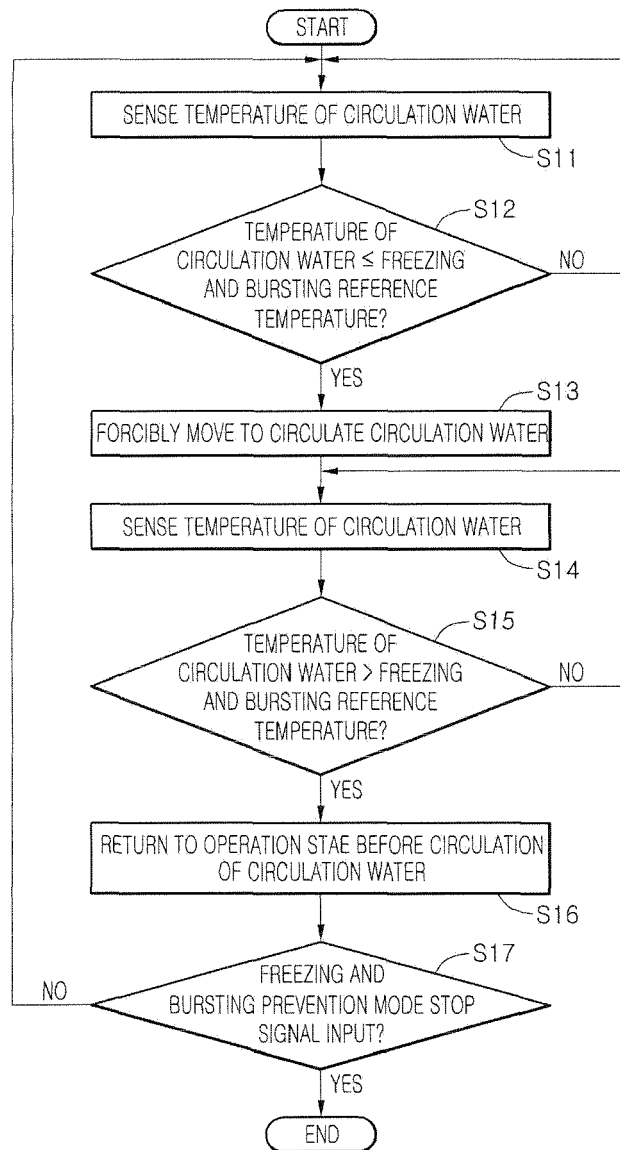 START
SENSE TEMPERATURE OF CIRCULATION WATER
S11
S12
TEMPERATURE OF
CIRCULATION WATER ≤ FREEZING
AND BURSTING REFERENCE
TEMPERATURE?
NO
YES
S13
FORCIBLY MOVE TO CIRCULATE CIRCULATION WATER
SENSE TEMPERATURE OF CIRCULATION WATER
S14
S15
TEMPERATURE OF
CIRCULATION WATER > FREEZING
AND BURSTING REFERENCE
TEMPERATURE?
NO
YES
RETURN TO OPERATION STAE BEFORE CIRCULATION
OF CIRCULATION WATER
S16
S17
FREEZING AND
BURSTING PREVENTION MODE STOP
SIGNAL INPUT?
NO
YES
END